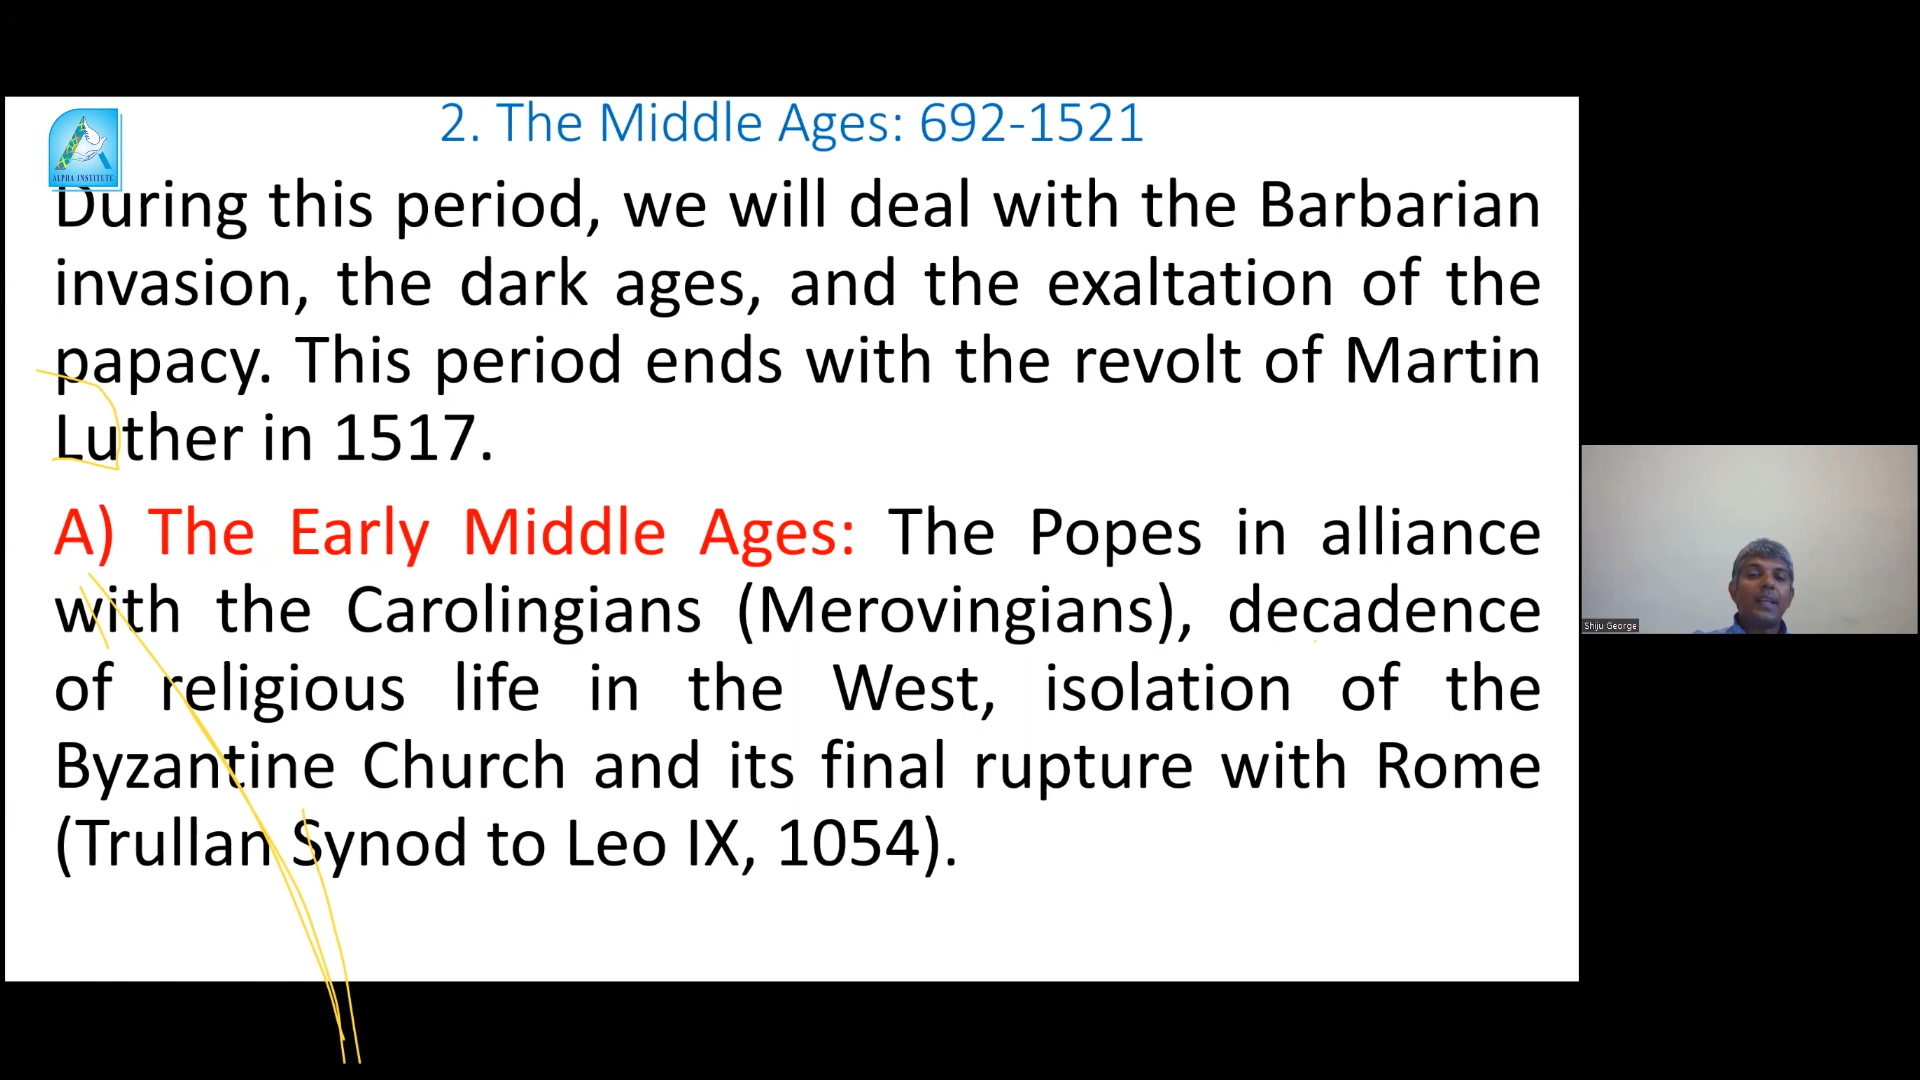 2. The Middle Ages: 692-1521
ALPHA INSTITUTE
During this period, we will deal with the Barbarian
invasion, the dark ages, and the exaltation of the
papacy. This period ends with the revolt of Martin
Luther in 1517.
A) The Early Middle Ages: The Popes in alliance
with the Carolingians (Merovingians), decadence
of religious life in the West, isolation of the
Byzantine Church and its final rupture with Rome
(Trullan Synod to Leo IX, 1054).
Shiju George